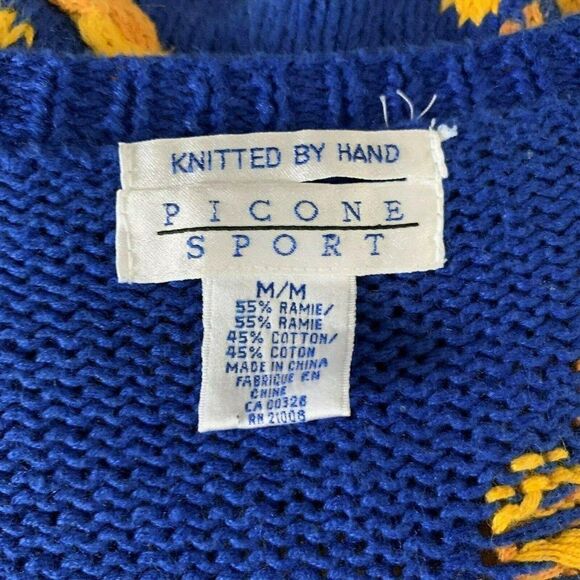 KNITTED BY HAND
PICONE
SPORT
M/M
55% RAMIE/
55% RAMIE
45% COTTON/
45% COTON
MADE IN CHINA
FABRIQUE EN
CHINE
CA 00326
RN 21008